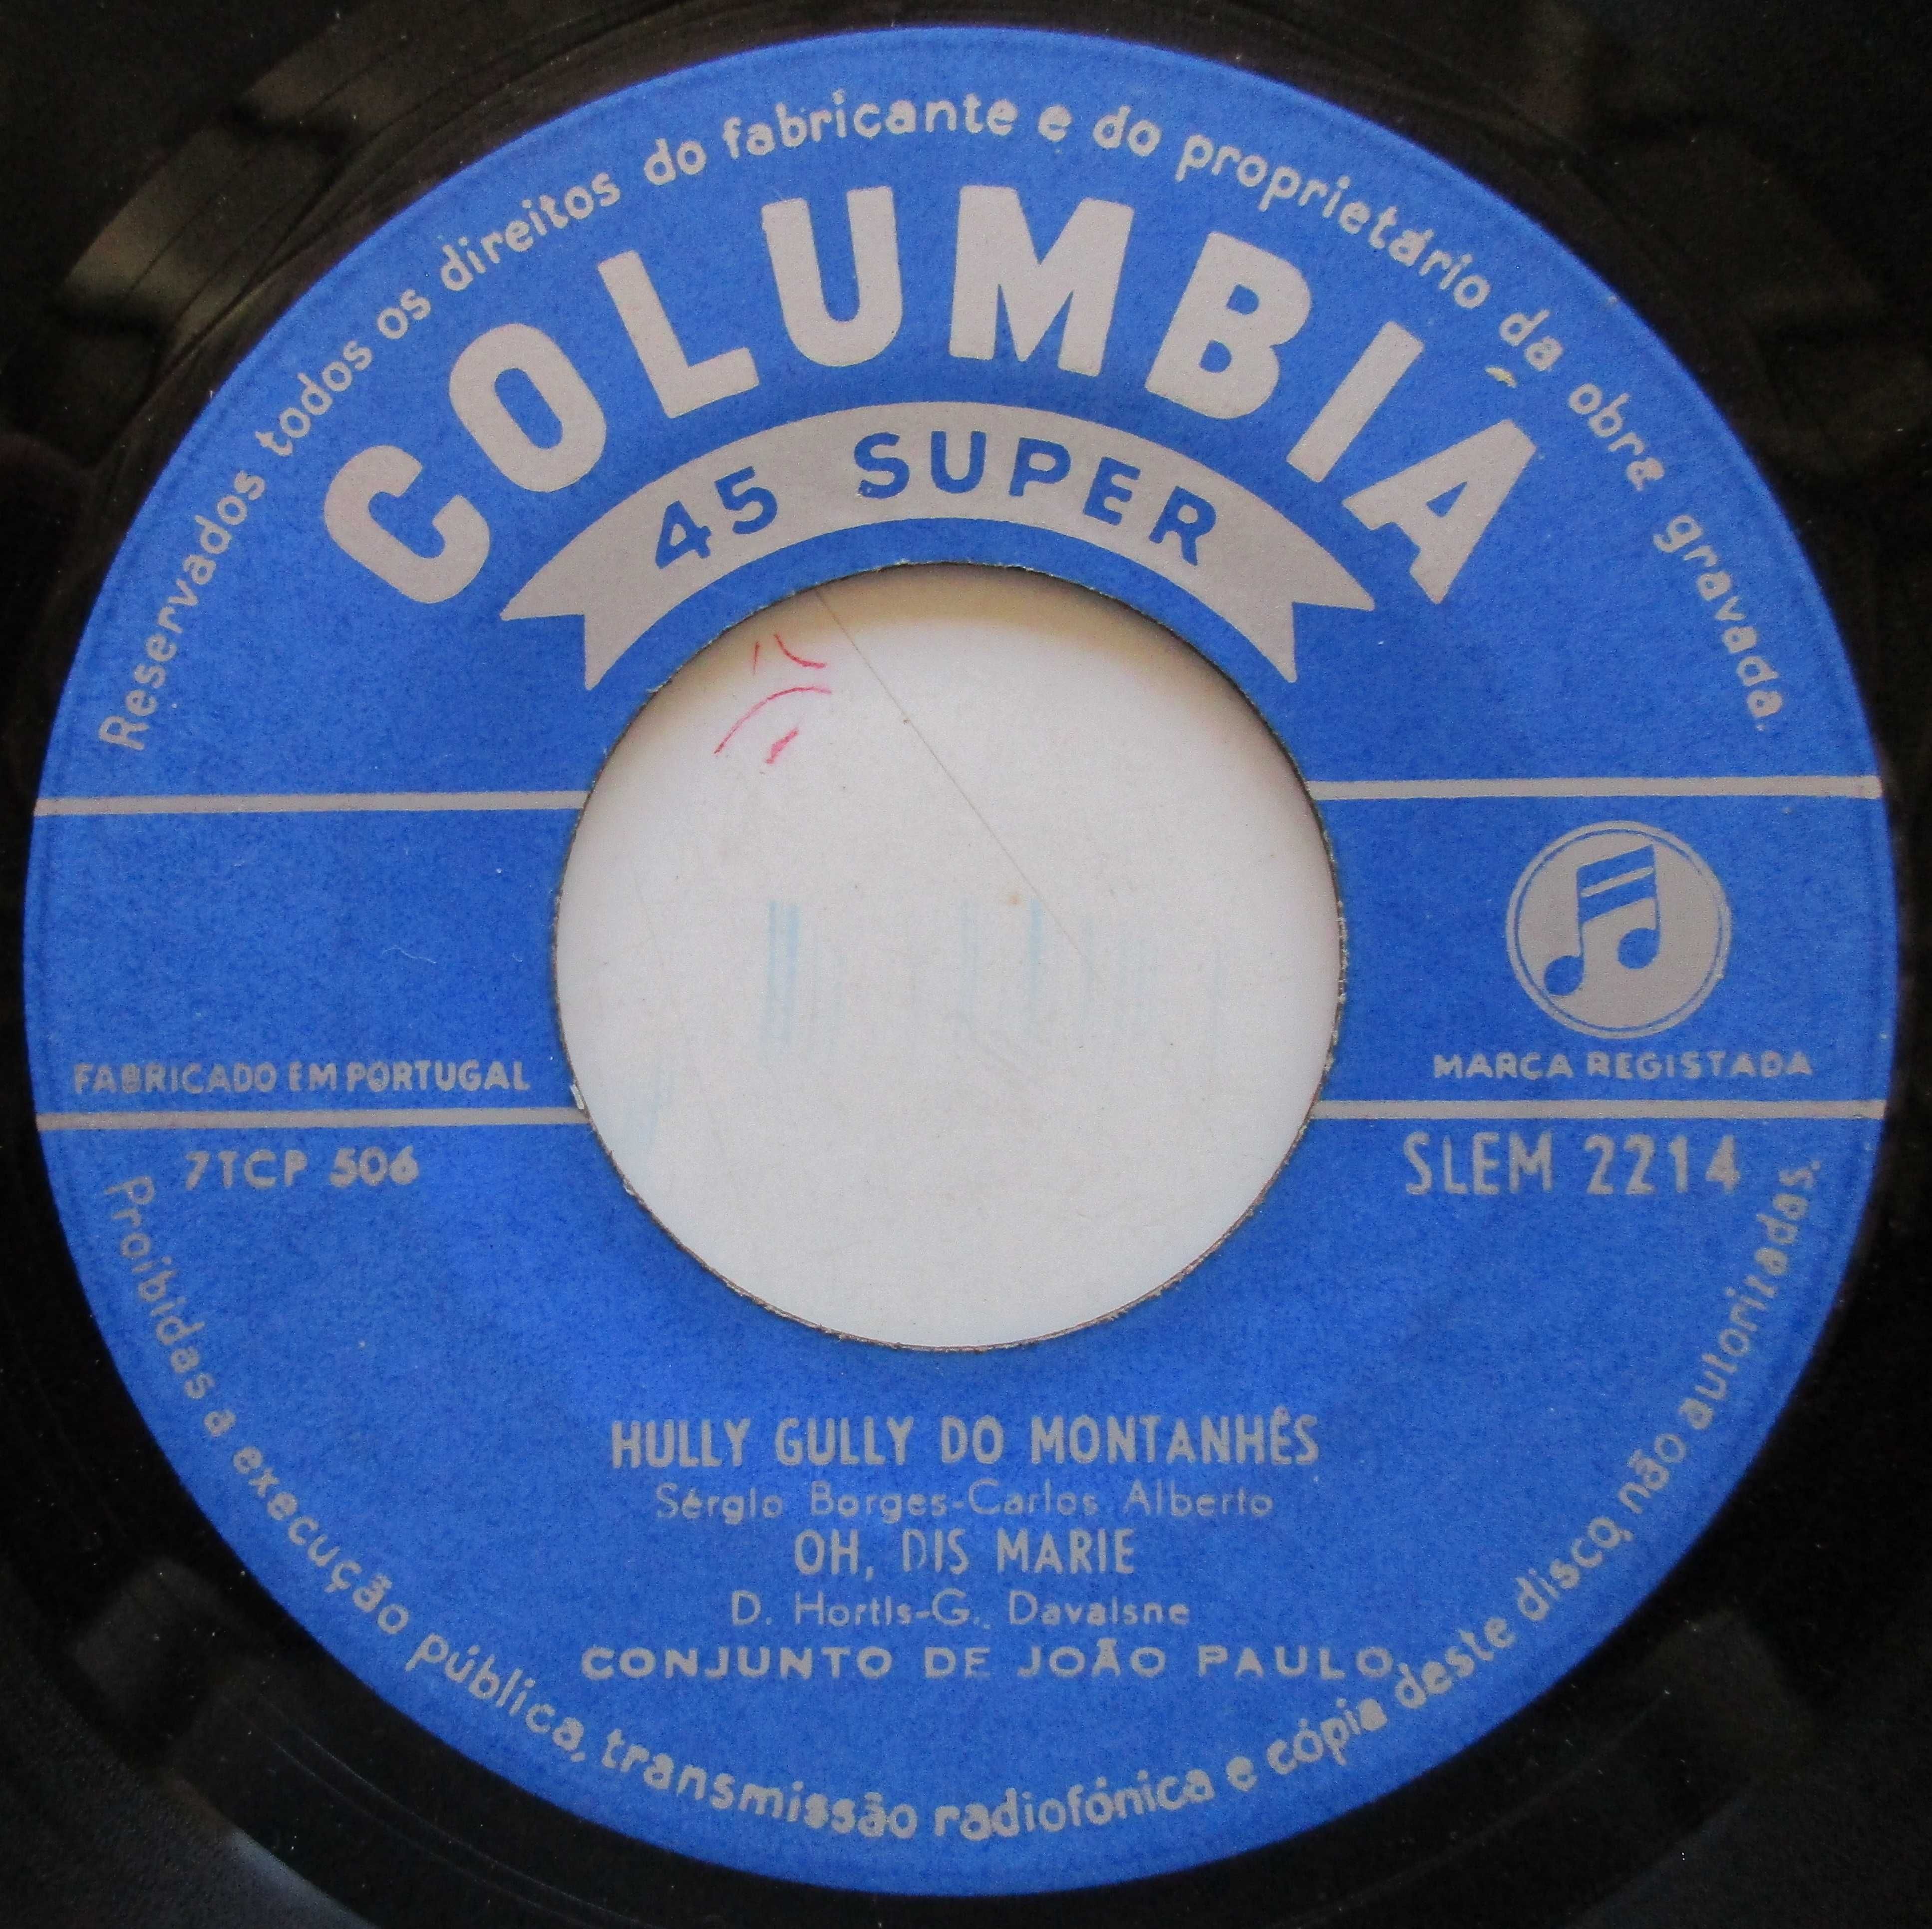 Reservados todos os direitos do fabricante e do proprietário da obra gravada.
COLUMBIA
45 SUPER
FABRICADO EM PORTUGAL
MARCA REGISTADA
7TCP 506
SLEM 2214
HULLY GULLY DO MONTANHÊS
Sérgio Borges-Carlos Alberto
OH, DIS MARIE
D. Hortis-G. Davaisne
CONJUNTO DE JOÃO PAULO
Proibidas a execução pública, transmissão radiofónica e cópia deste disco, não autorizadas.